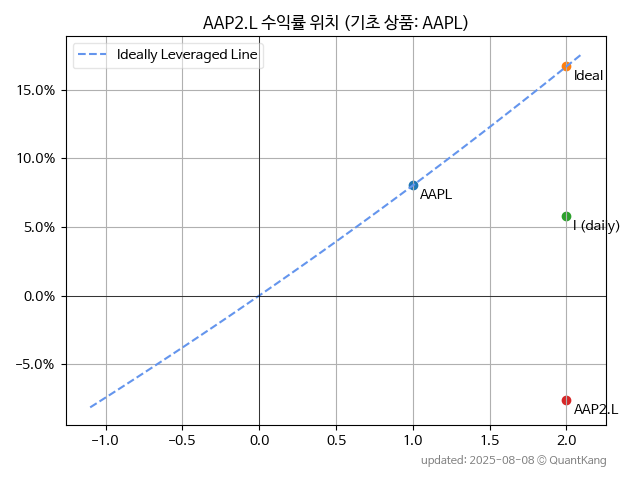 AAP2.L 수익률 위치 (기초 상품: AAPL)
Ideally Leveraged Line
15.0%
10.0%
5.0%
0.0%
−5.0%
Ideal
AAPL
I (daily)
AAP2.L
−1.0 −0.5 0.0 0.5 1.0 1.5 2.0
updated: 2025-08-08 © QuantKang